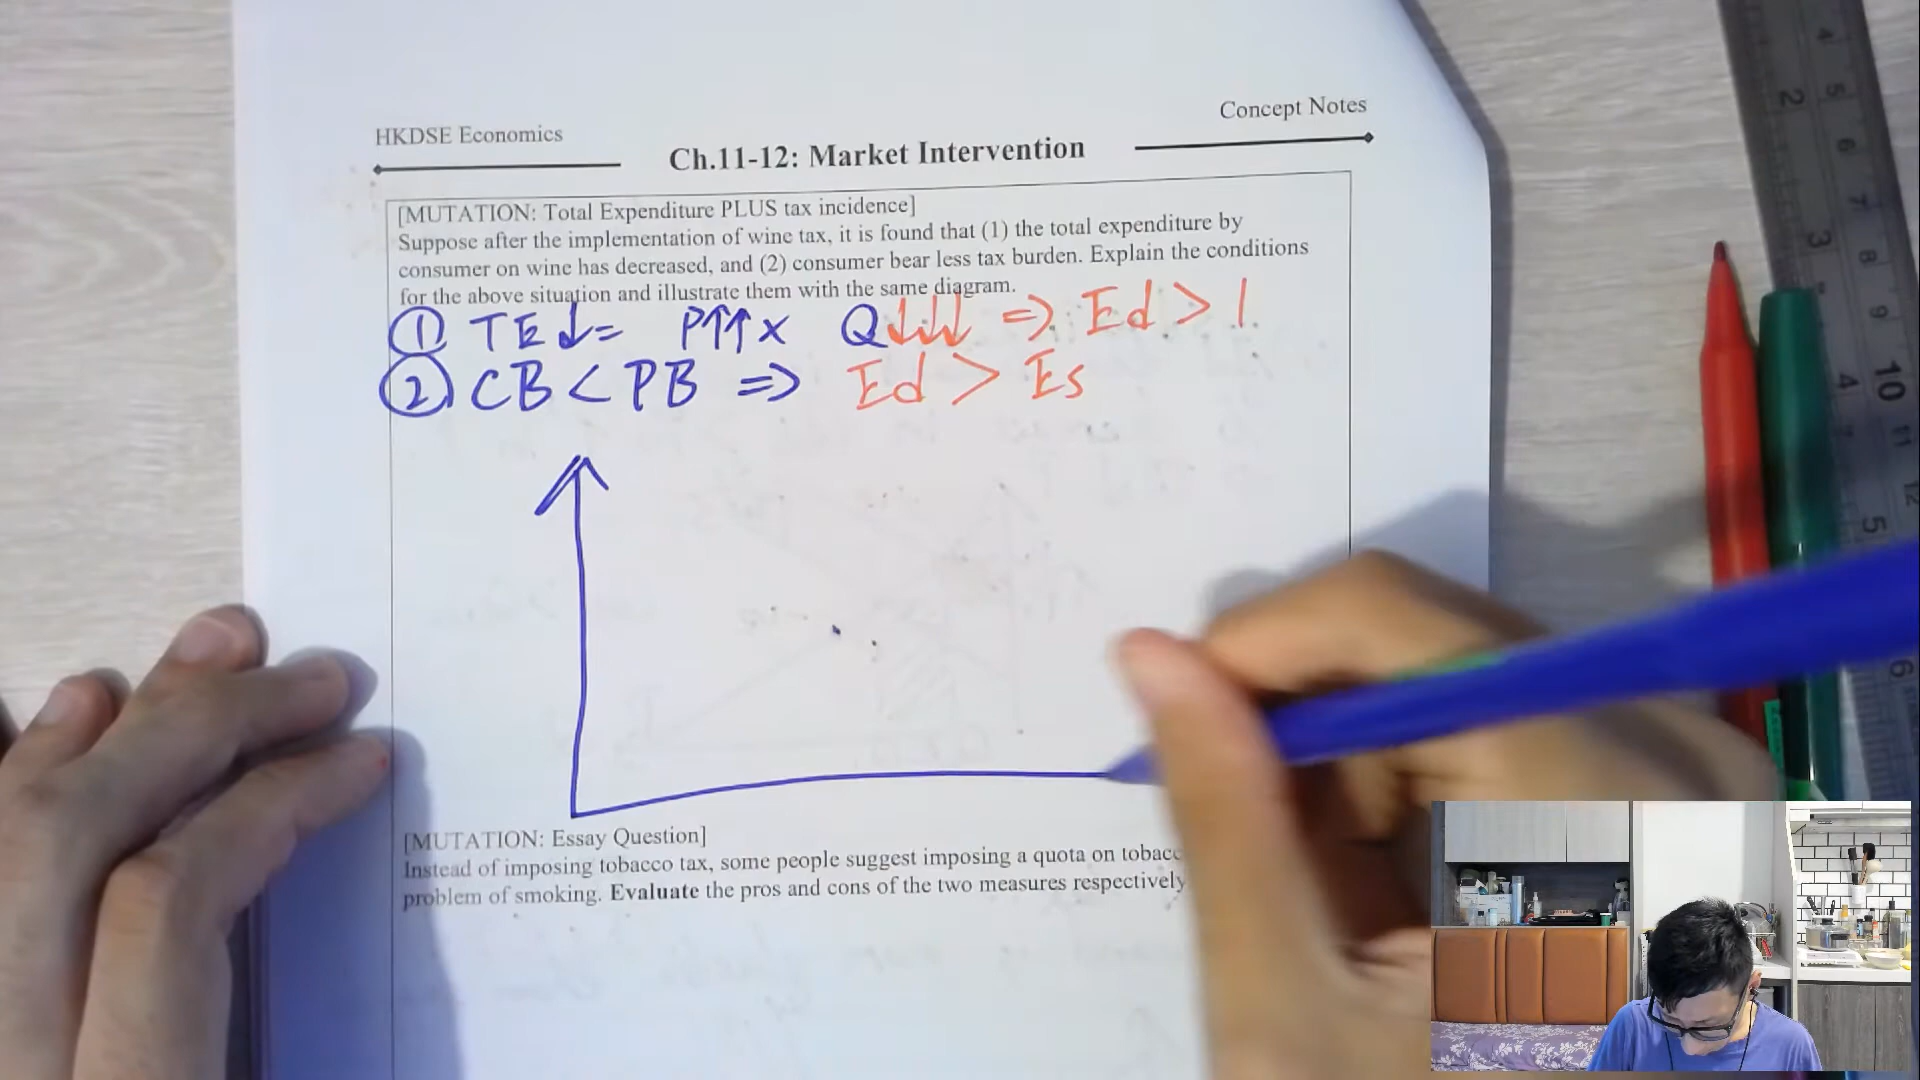 HKDSE Economics
Concept Notes
Ch.11-12: Market Intervention
[MUTATION: Total Expenditure PLUS tax incidence]
Suppose after the implementation of wine tax, it is found that (1) the total expenditure by
consumer on wine has decreased, and (2) consumer bear less tax burden. Explain the conditions
for the above situation and illustrate them with the same diagram.
① TE↓= P↑↑x Q↓↓↓ => Ed > 1
② CB < PB => Ed > Es
[MUTATION: Essay Question]
Instead of imposing tobacco tax, some people suggest imposing a quota on tobacc
problem of smoking. Evaluate the pros and cons of the two measures respectively